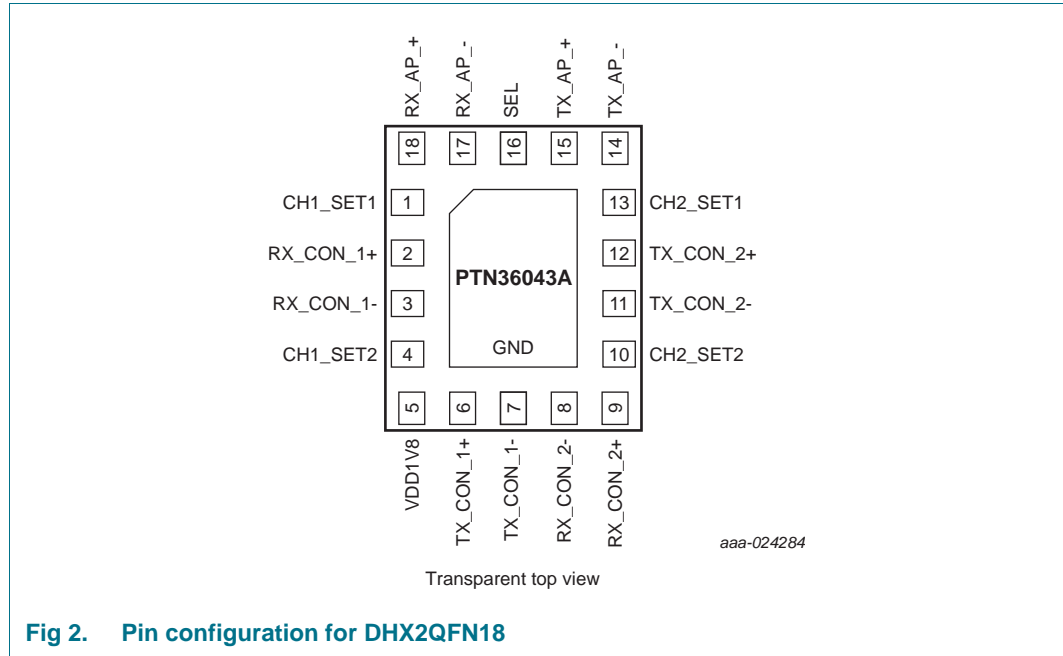 RX_AP_+
RX_AP_-
SEL
TX_AP_+
TX_AP_-
18
17
16
15
14
CH1_SET1
1
13
CH2_SET1
RX_CON_1+
2
12
TX_CON_2+
PTN36043A
RX_CON_1-
3
11
TX_CON_2-
CH1_SET2
4
GND
10
CH2_SET2
5
6
7
8
9
VDD1V8
TX_CON_1+
TX_CON_1-
RX_CON_2-
RX_CON_2+
aaa-024284
Transparent top view
Fig 2. Pin configuration for DHX2QFN18